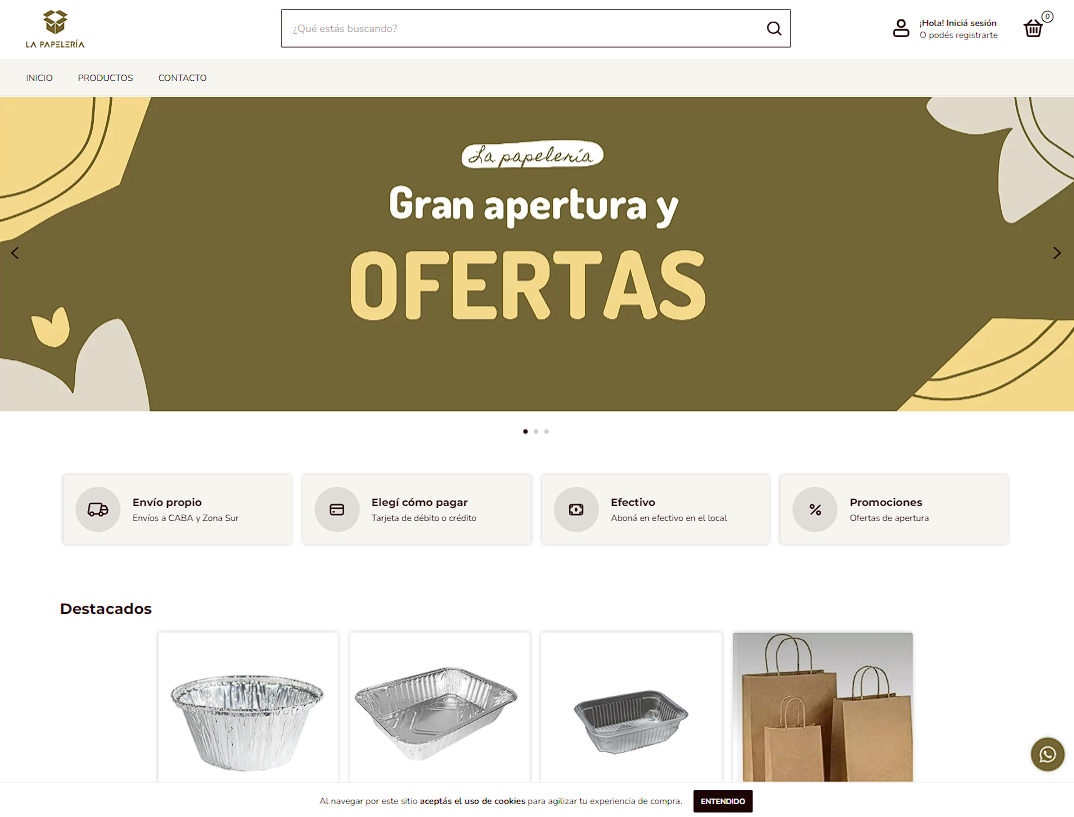 LA PAPELERÍA
¿Qué estás buscando?
¡Hola! Iniciá sesión
O podés registrarte
0
INICIO
PRODUCTOS
CONTACTO
La papelería
Gran apertura y
OFERTAS
Envío propio
Envíos a CABA y Zona Sur
Elegí cómo pagar
Tarjeta de débito o crédito
Efectivo
Aboná en efectivo en el local
Promociones
Ofertas de apertura
Destacados
Al navegar por este sitio aceptás el uso de cookies para agilizar tu experiencia de compra.
ENTENDIDO